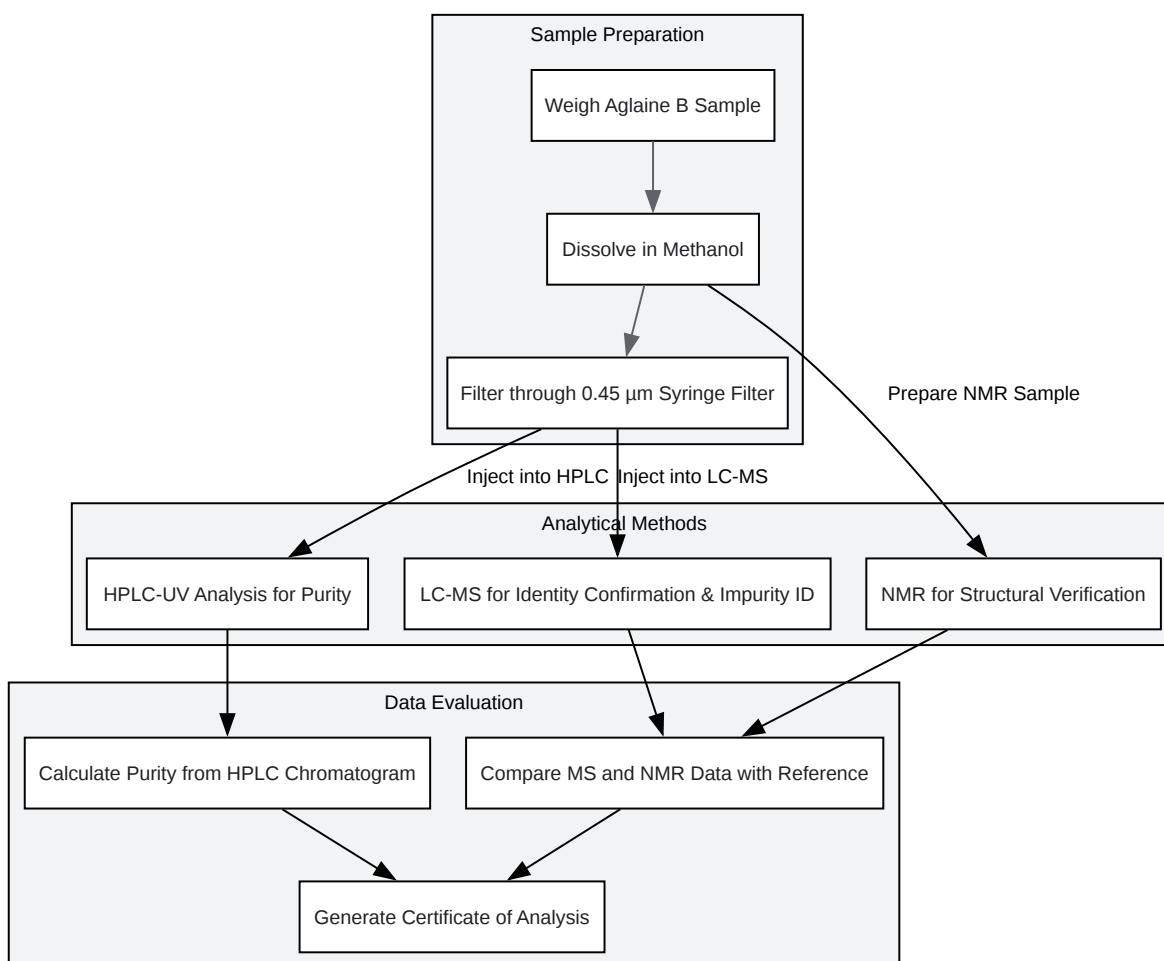 Sample Preparation
Weigh Aglaine B Sample
Dissolve in Methanol
Filter through 0.45 µm Syringe Filter
Prepare NMR Sample
Inject into HPLC
Inject into LC-MS
Analytical Methods
HPLC-UV Analysis for Purity
LC-MS for Identity Confirmation & Impurity ID
NMR for Structural Verification
Data Evaluation
Calculate Purity from HPLC Chromatogram
Compare MS and NMR Data with Reference
Generate Certificate of Analysis